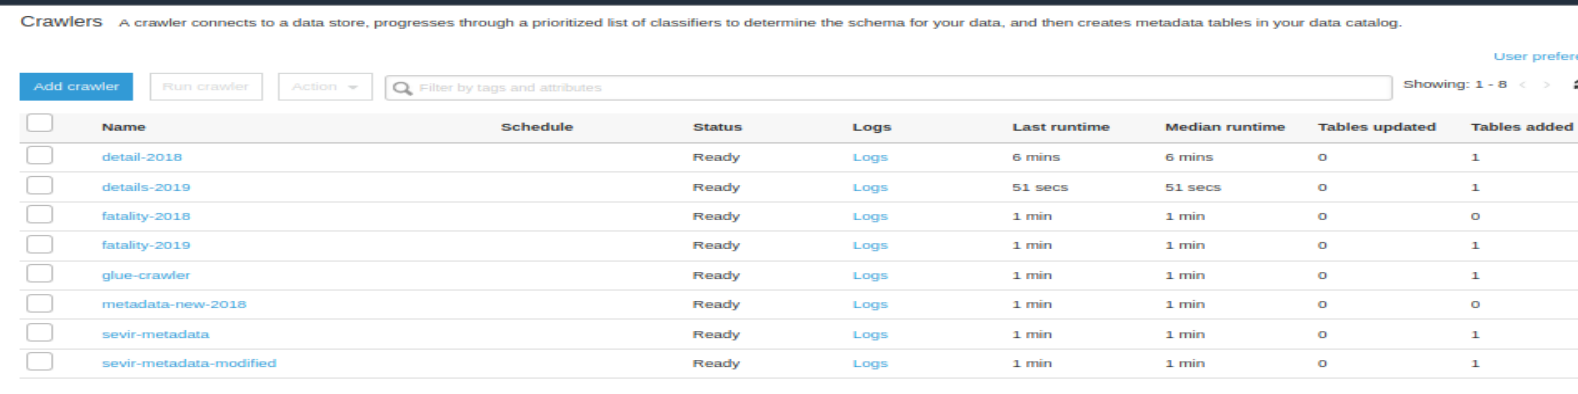 Crawlers A crawler connects to a data store, progresses through a prioritized list of classifiers to determine the schema for your data, and then creates metadata tables in your data catalog.
User
Add crawler Run crawler Action Filter by tags and attributes Showing: 1 - 8 < >
Name Schedule Status Logs Last runtime Median runtime Tables updated Tables added
detail-2018 Ready Logs 6 mins 6 mins 0 1
details-2019 Ready Logs 51 secs 51 secs 0 1
fatality-2018 Ready Logs 1 min 1 min 0 0
fatality-2019 Ready Logs 1 min 1 min 0 1
glue-crawler Ready Logs 1 min 1 min 0 1
metadata-new-2018 Ready Logs 1 min 1 min 0 0
sevir-metadata Ready Logs 1 min 1 min 0 1
sevir-metadata-modified Ready Logs 1 min 1 min 0 1